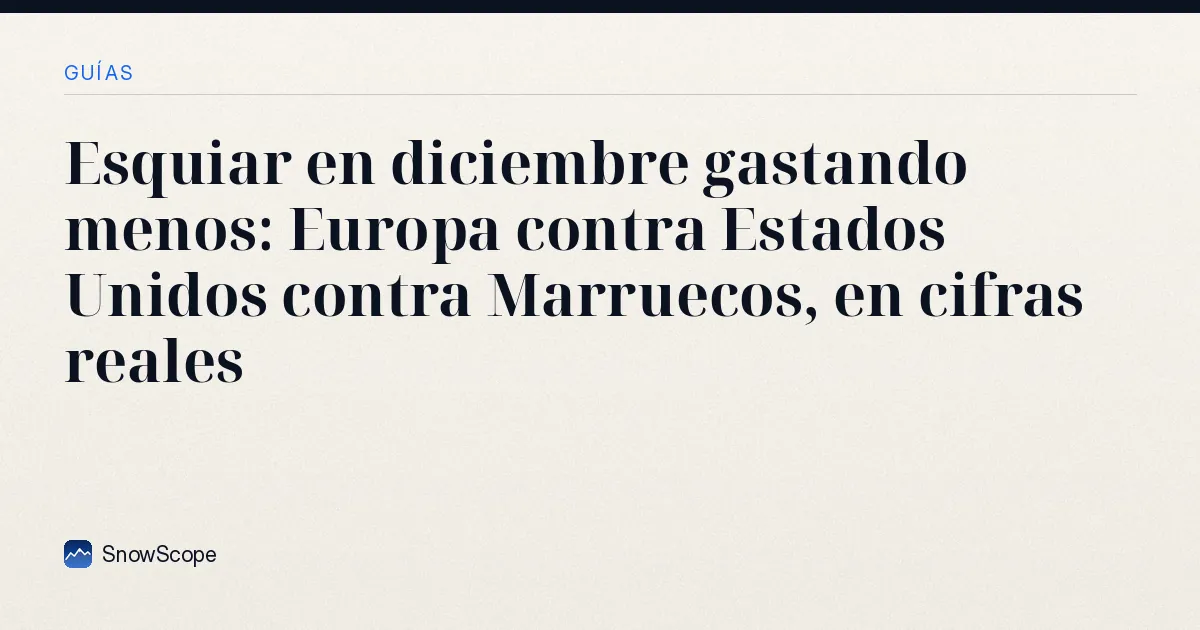 GUÍAS
Esquiar en diciembre gastando
menos: Europa contra Estados
Unidos contra Marruecos, en cifras
reales
SnowScope